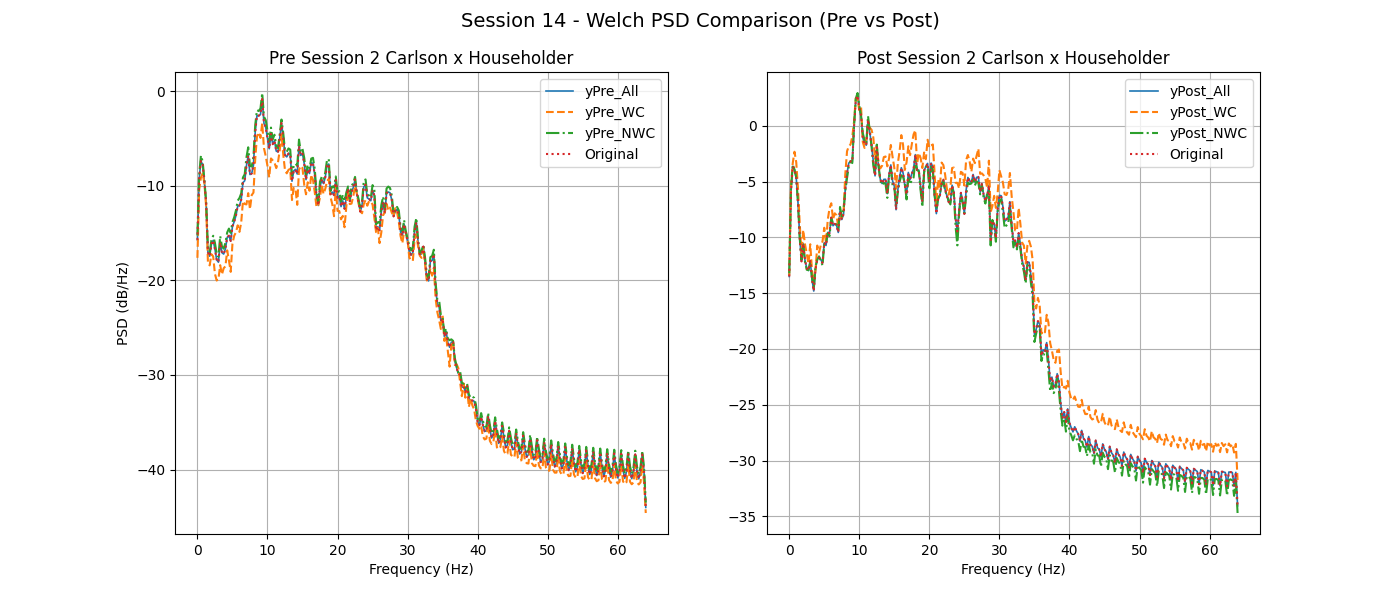 Session 14 - Welch PSD Comparison (Pre vs Post)
Pre Session 2 Carlson x Householder
yPre_All
yPre_WC
yPre_NWC
Original
0
−10
−20
−30
−40
PSD (dB/Hz)
0 10 20 30 40 50 60
Frequency (Hz)
Post Session 2 Carlson x Householder
yPost_All
yPost_WC
yPost_NWC
Original
0
−5
−10
−15
−20
−25
−30
−35
0 10 20 30 40 50 60
Frequency (Hz)